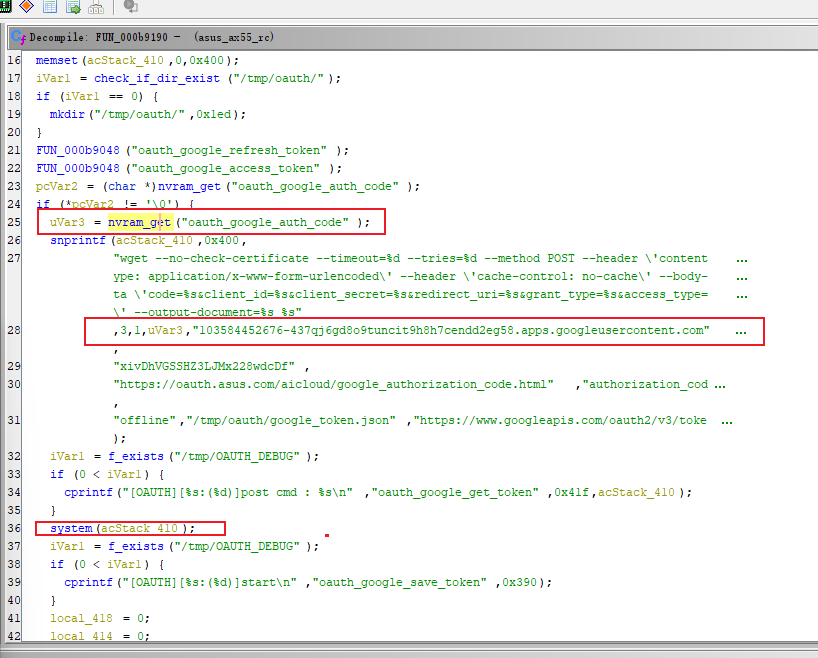 Decompile: FUN_000b9190 - (asus_ax55_rc)
16 memset(acStack_410,0,0x400);
17 iVar1 = check_if_dir_exist("/tmp/oauth/");
18 if (iVar1 == 0) {
19 mkdir("/tmp/oauth/",0x1ed);
20 }
21 FUN_000b9048("oauth_google_refresh_token");
22 FUN_000b9048("oauth_google_access_token");
23 pcVar2 = (char *)nvram_get("oauth_google_auth_code");
24 if (*pcVar2 != '\0') {
25 uVar3 = nvram_get("oauth_google_auth_code");
26 snprintf(acStack_410,0x400,
27 "wget --no-check-certificate --timeout=%d --tries=%d --method POST --header \'content ...
ype: application/x-www-form-urlencoded\' --header \'cache-control: no-cache\' --body- ...
ta \'code=%s&client_id=%s&client_secret=%s&redirect_uri=%s&grant_type=%s&access_type= ...
\' --output-document=%s %s"
28 ,3,1,uVar3,"103584452676-437qj6gd8o9tuncit9h8h7cendd2eg58.apps.googleusercontent.com" ...
,
29 "xivDhVGSSHZ3LJMx228wdcDf",
30 "https://oauth.asus.com/aicloud/google_authorization_code.html","authorization_cod ...
,
31 "offline","/tmp/oauth/google_token.json","https://www.googleapis.com/oauth2/v3/toke ...
);
32 iVar1 = f_exists("/tmp/OAUTH_DEBUG");
33 if (0 < iVar1) {
34 cprintf("[OAUTH][%s:(%d)]post cmd : %s\n","oauth_google_get_token",0x41f,acStack_410);
35 }
36 system(acStack_410);
37 iVar1 = f_exists("/tmp/OAUTH_DEBUG");
38 if (0 < iVar1) {
39 cprintf("[OAUTH][%s:(%d)]start\n","oauth_google_save_token",0x390);
40 }
41 local_418 = 0;
42 local_414 = 0;